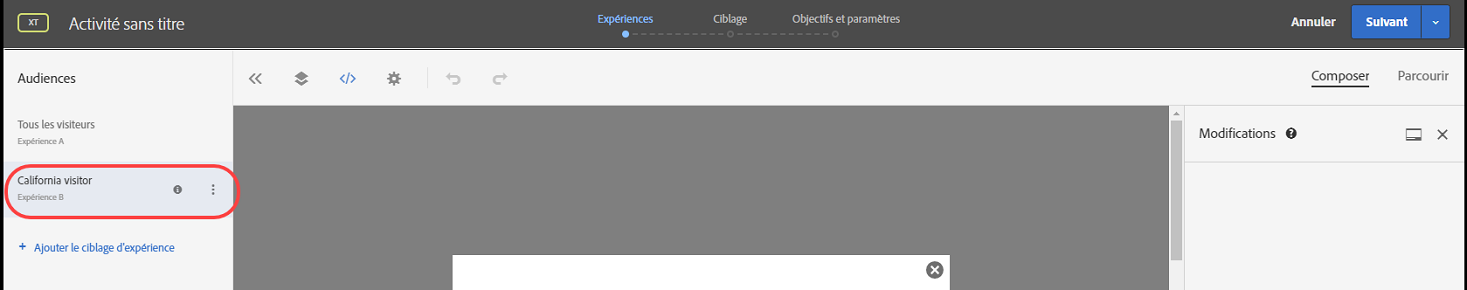 XT
Activité sans titre
Expériences
Ciblage
Objectifs et paramètres
Annuler
Suivant
Audiences
</>
Composer
Parcourir
Tous les visiteurs
Expérience A
Modifications ?
California visitor
Expérience B
+ Ajouter le ciblage d'expérience